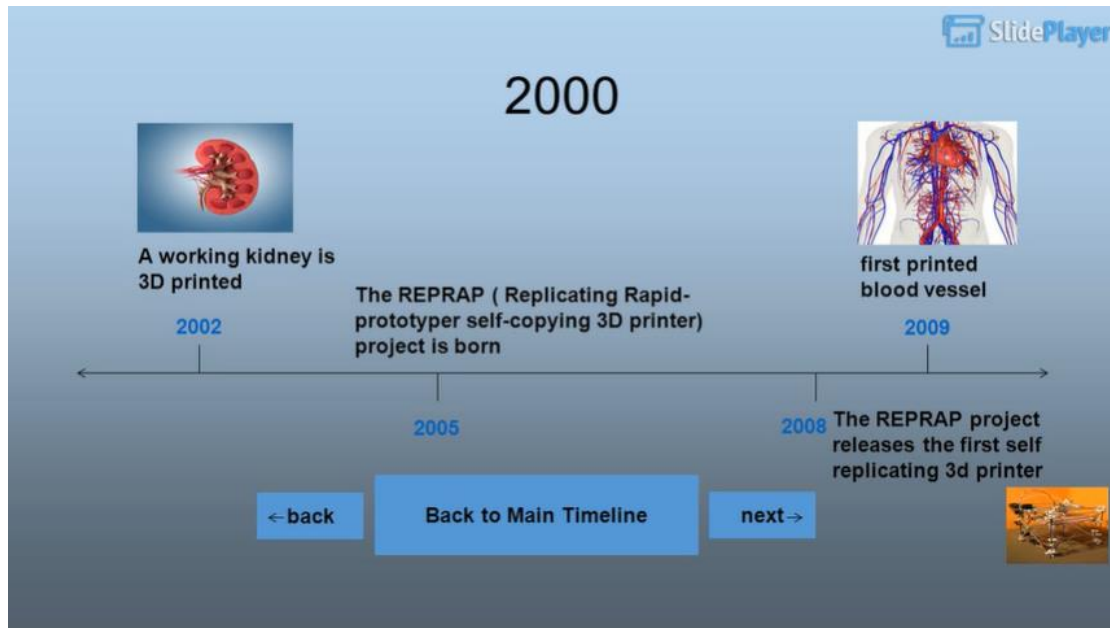 SlidePlayer
2000
A working kidney is
3D printed
2002
The REPRAP ( Replicating Rapid-
prototyper self-copying 3D printer)
project is born
2005
first printed
blood vessel
2009
2008
The REPRAP project
releases the first self
replicating 3d printer
←back
Back to Main Timeline
next→